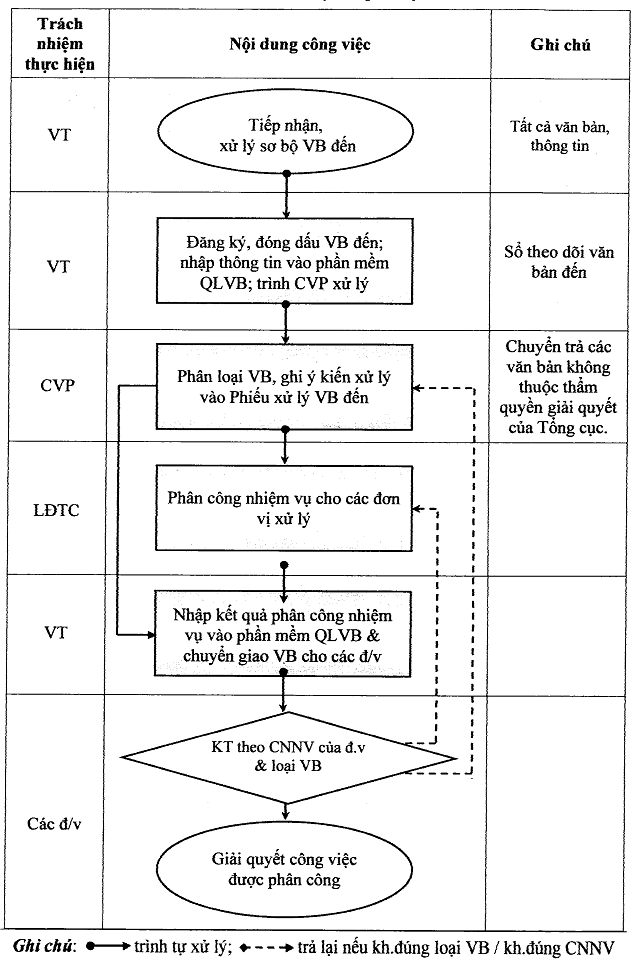 Trách
nhiệm
thực hiện
Nội dung công việc
Ghi chú
VT
Tiếp nhận,
xử lý sơ bộ VB đến
Tất cả văn bản,
thông tin
VT
Đăng ký, đóng dấu VB đến;
nhập thông tin vào phần mềm
QLVB; trình CVP xử lý
Sổ theo dõi văn
bản đến
CVP
Phân loại VB, ghi ý kiến xử lý
vào Phiếu xử lý VB đến
Chuyển trả các
văn bản không
thuộc thẩm
quyền giải quyết
của Tổng cục.
LĐTC
Phân công nhiệm vụ cho các đơn
vị xử lý
VT
Nhập kết quả phân công nhiệm
vụ vào phần mềm QLVB &
chuyển giao VB cho các đ/v
Các đ/v
KT theo CNNV của đ.v
& loại VB
Giải quyết công việc
được phân công
Ghi chú: trình tự xử lý; trả lại nếu kh.đúng loại VB / kh.đúng CNNV